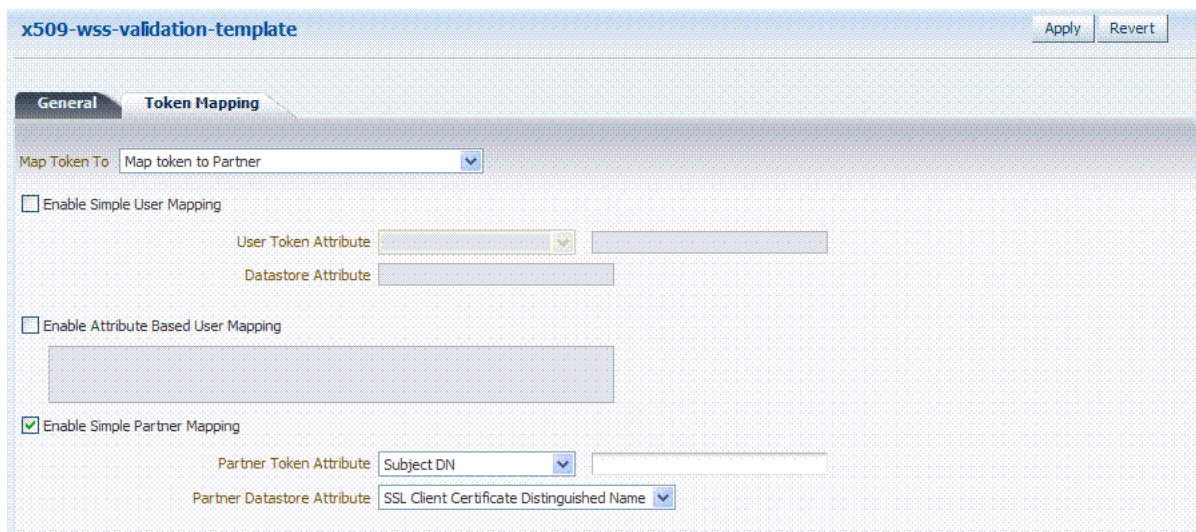 x509-wss-validation-template
Apply Revert
General Token Mapping
Map Token To Map token to Partner
Enable Simple User Mapping
User Token Attribute
Datastore Attribute
Enable Attribute Based User Mapping
Enable Simple Partner Mapping
Partner Token Attribute Subject DN
Partner Datastore Attribute SSL Client Certificate Distinguished Name